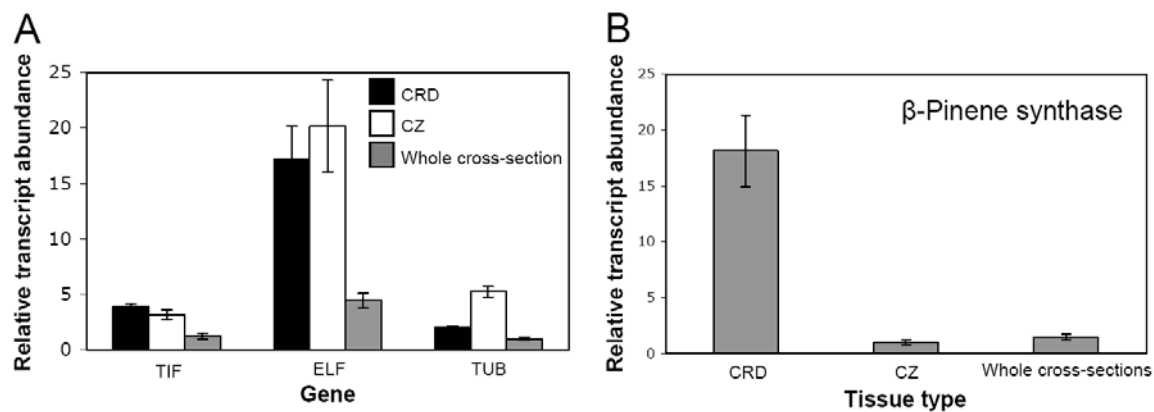 A
Relative transcript abundance
25
20
15
10
5
0
CRD
CZ
Whole cross-section
TIF
ELF
TUB
Gene
B
Relative transcript abundance
25
20
15
10
5
0
β-Pinene synthase
CRD
CZ
Whole cross-sections
Tissue type